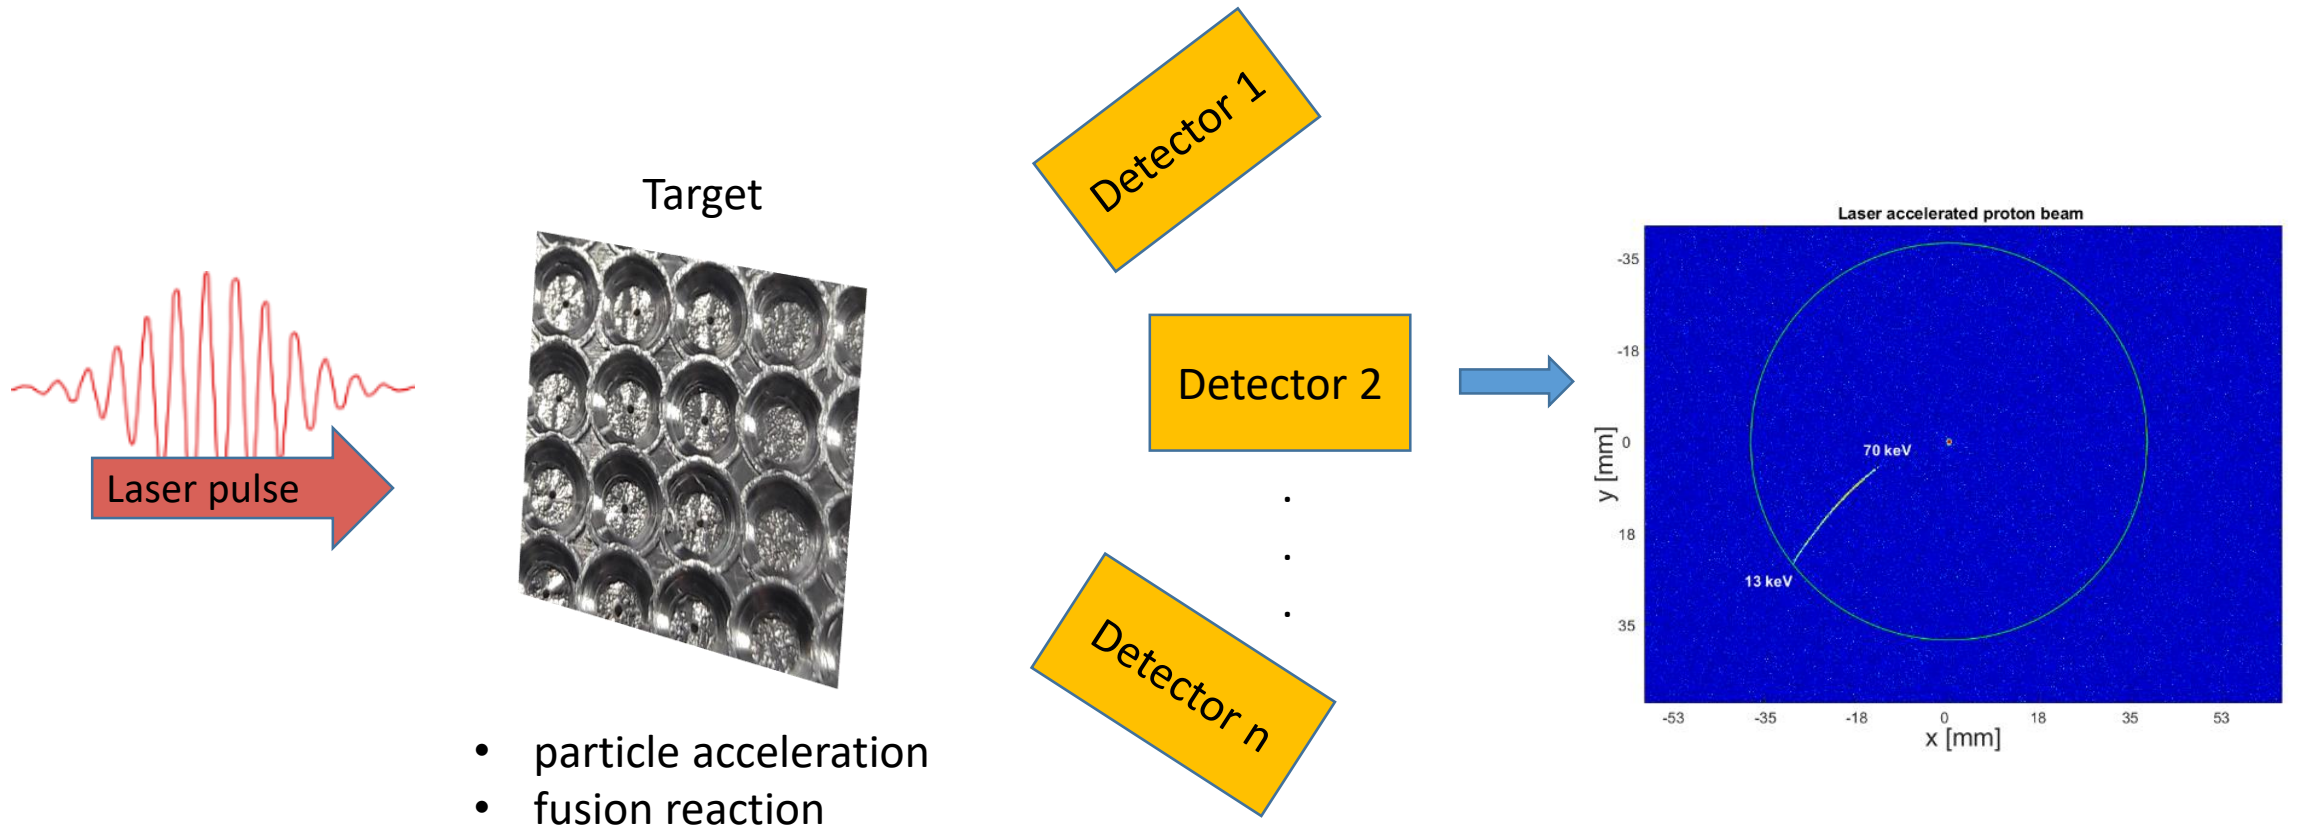 Laser pulse
Target
• particle acceleration
• fusion reaction
Detector 1
Detector 2
.
.
.
Detector n
Laser accelerated proton beam
y [mm]
-35
-18
0
18
35
70 keV
13 keV
-53
-35
-18
0
18
35
53
x [mm]